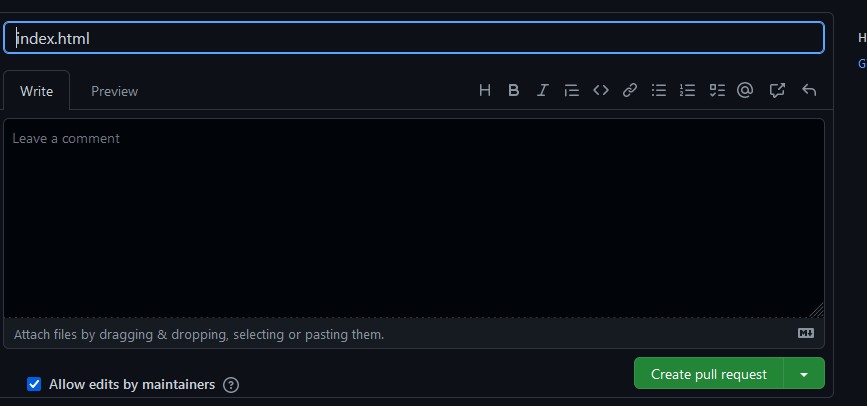 index.html
H
G
Write
Preview
H B I @
Leave a comment
Attach files by dragging & dropping, selecting or pasting them.
Allow edits by maintainers
Create pull request